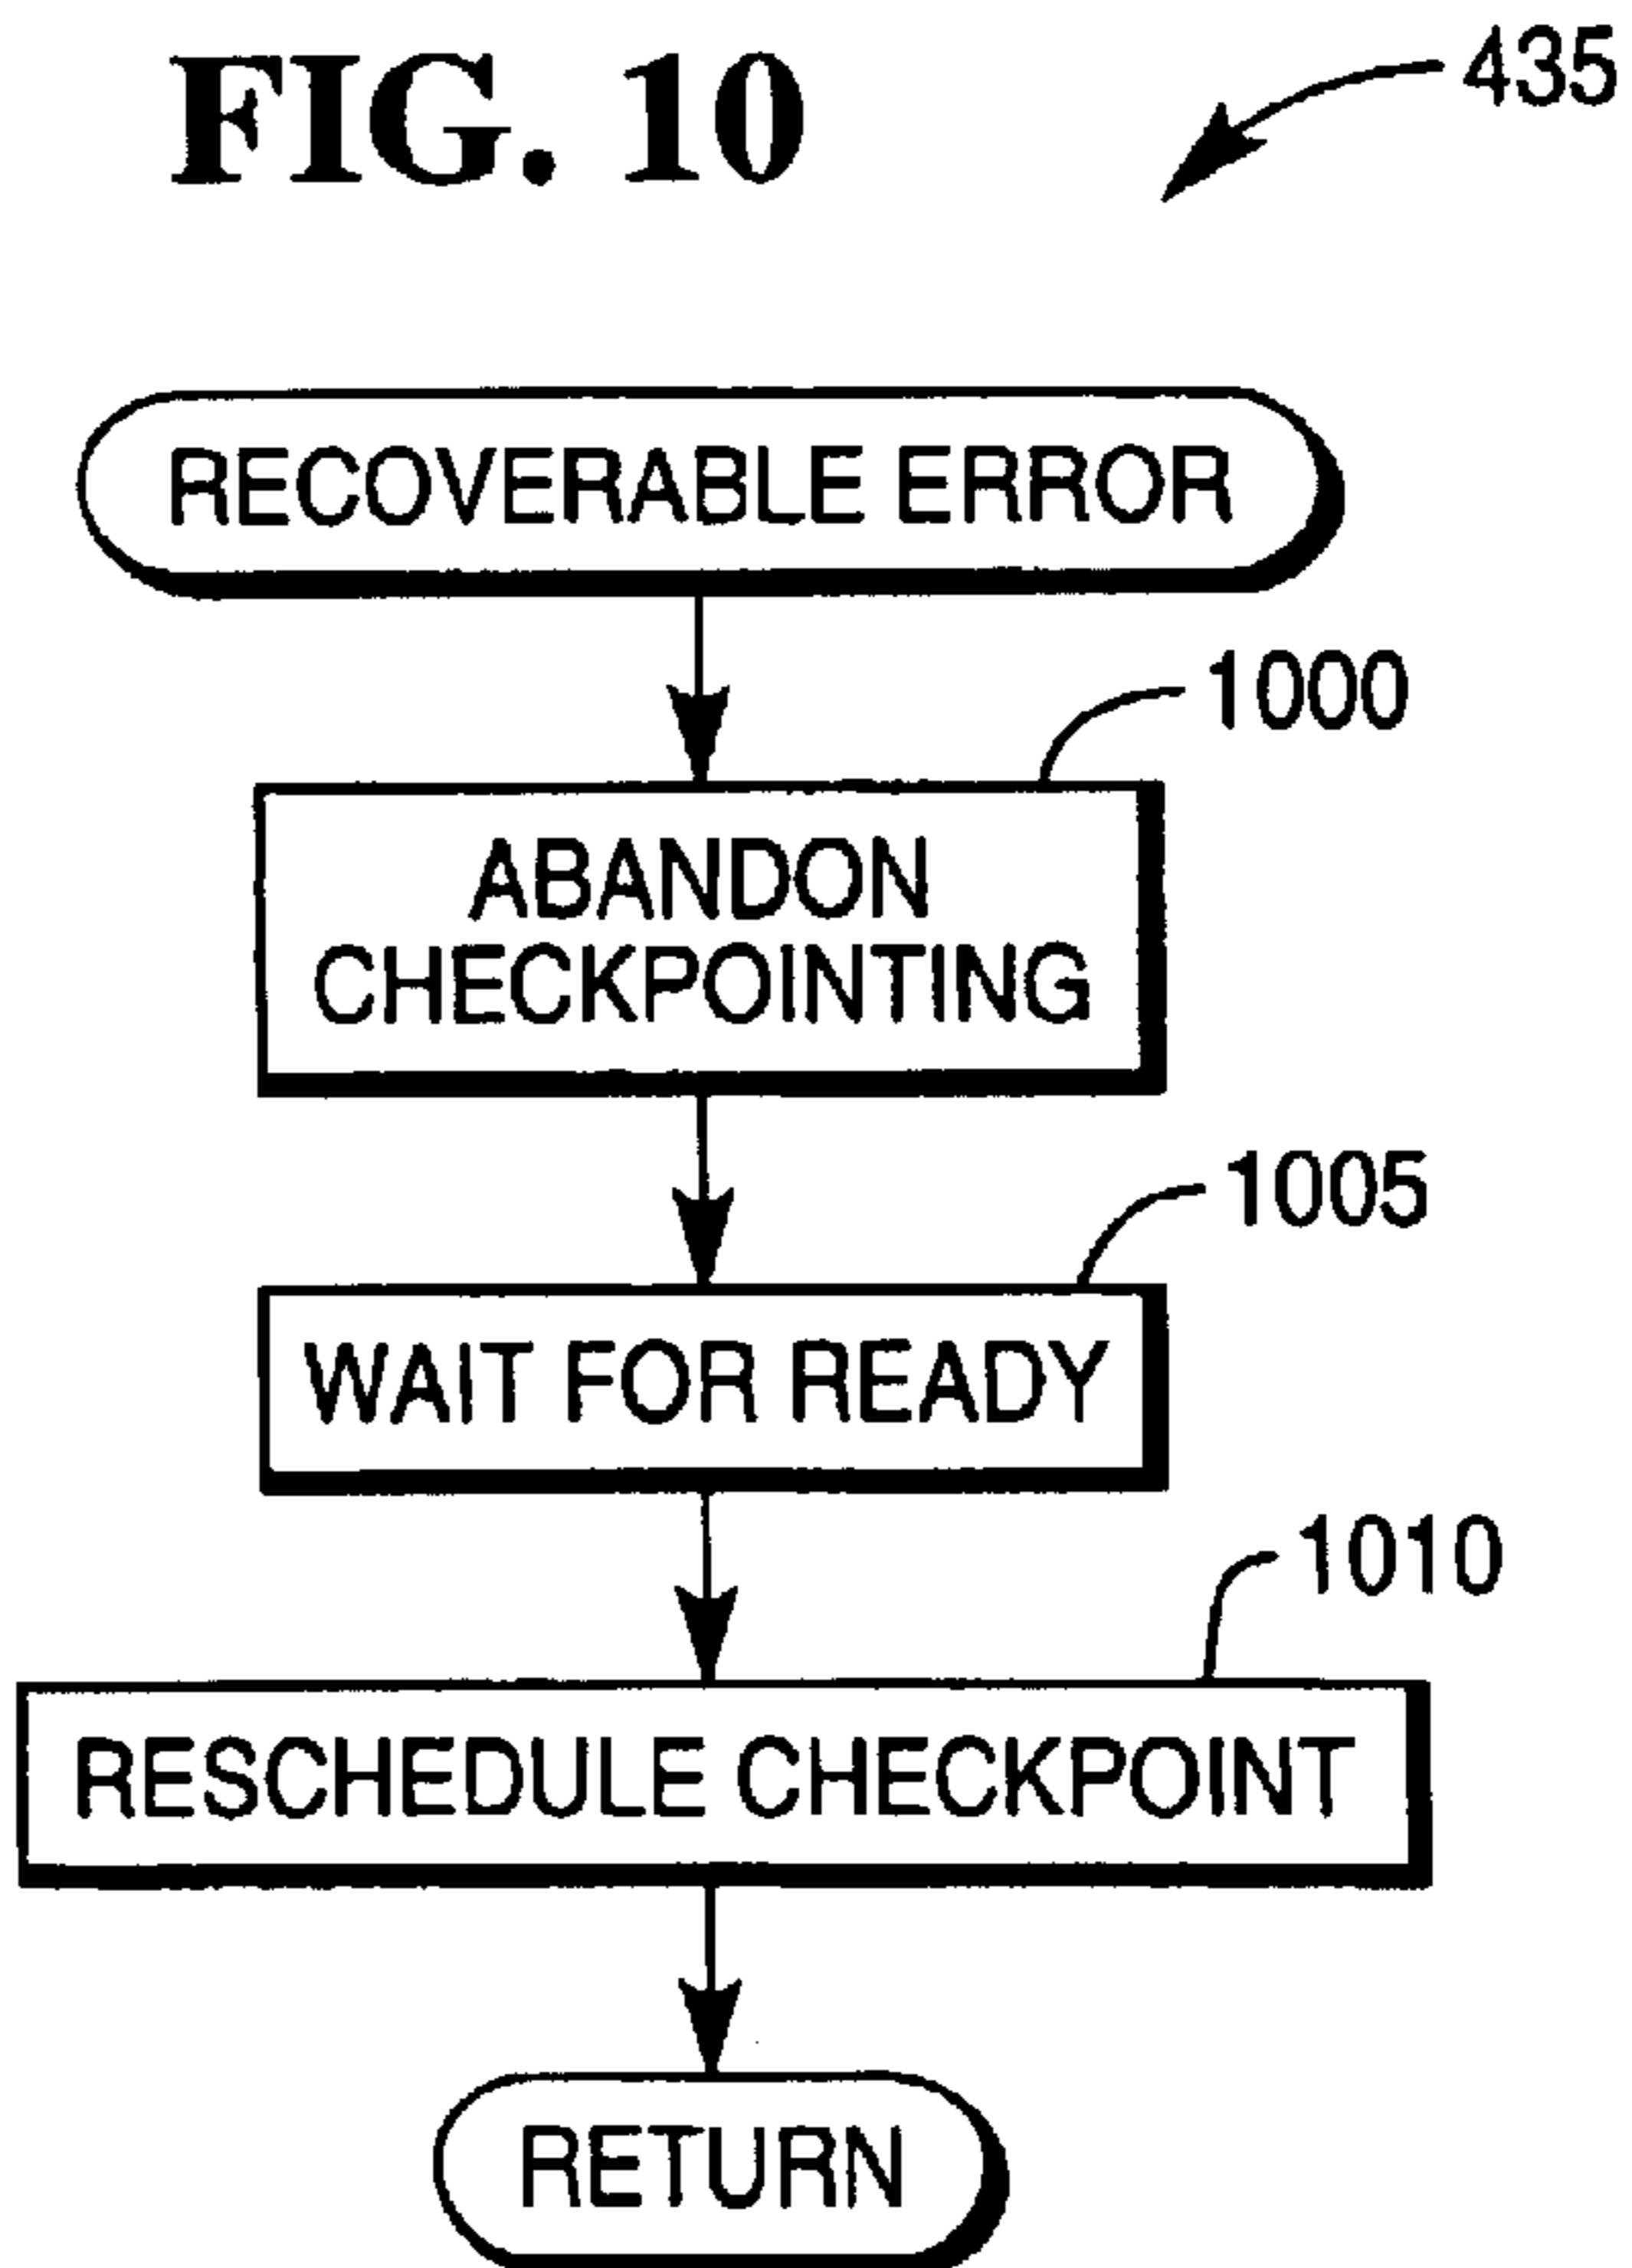 FIG. 10
435
RECOVERABLE ERROR
1000
ABANDON
CHECKPOINTING
1005
WAIT FOR READY
1010
RESCHEDULE CHECKPOINT
RETURN